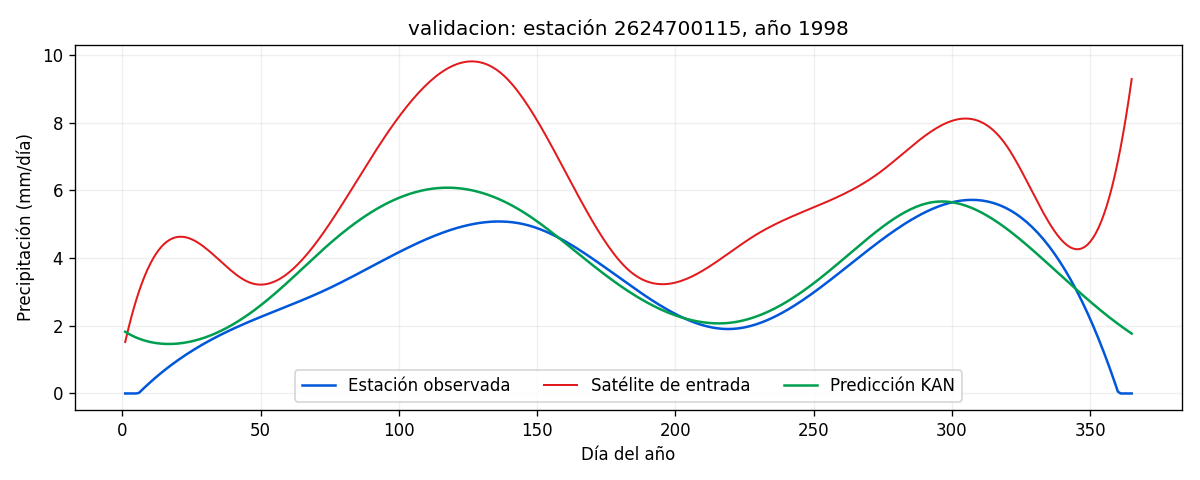 validacion: estación 2624700115, año 1998
Precipitación (mm/día)
10
8
6
4
2
0
Estación observada
Satélite de entrada
Predicción KAN
0 50 100 150 200 250 300 350
Día del año